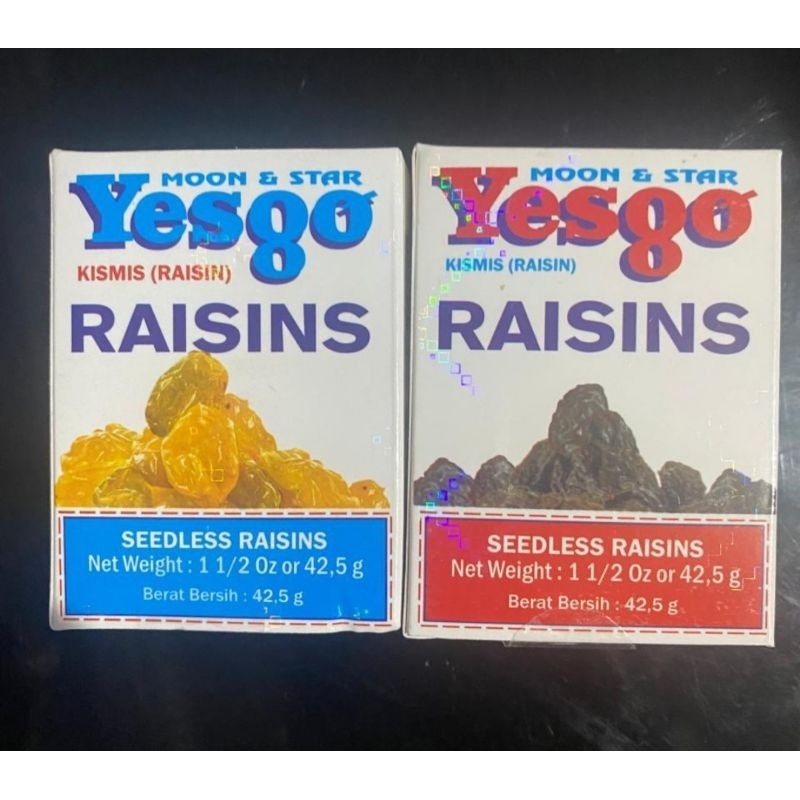 MOON & STAR
Yesgo
KISMIS (RAISIN)
RAISINS
SEEDLESS RAISINS
Net Weight : 1 1/2 Oz or 42,5 g
Berat Bersih : 42,5 g
MOON & STAR
Yesgo
KISMIS (RAISIN)
RAISINS
SEEDLESS RAISINS
Net Weight : 1 1/2 Oz or 42,5 g
Berat Bersih : 42,5 g